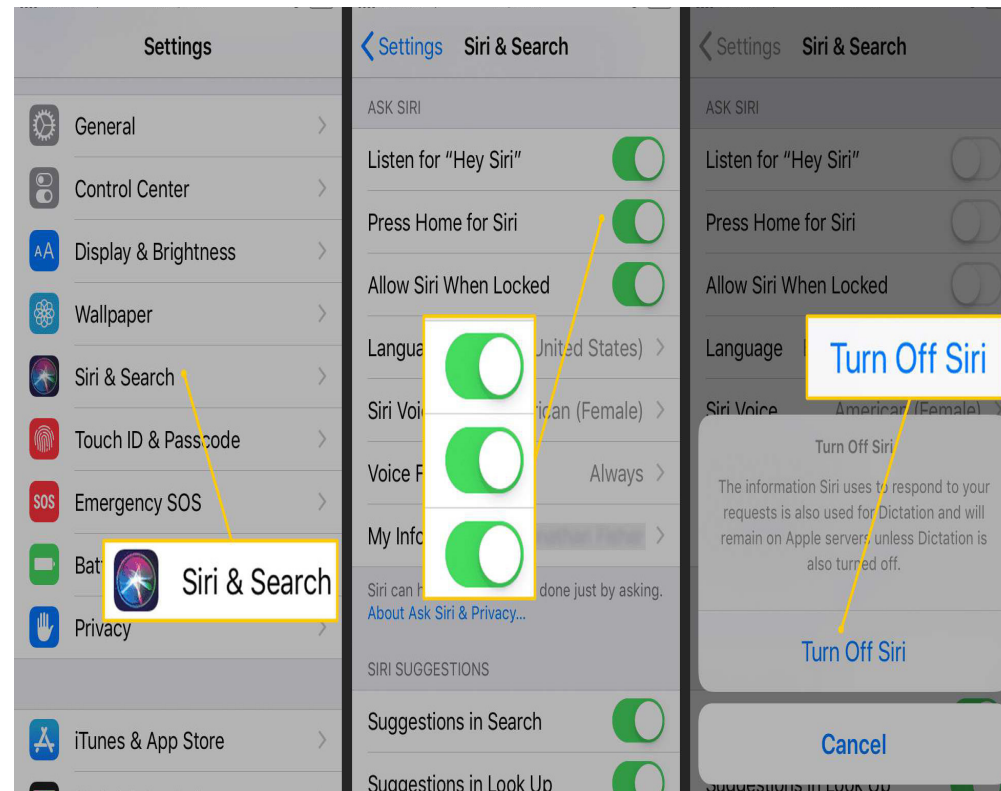 Settings
General
Control Center
AA Display & Brightness
Wallpaper
Siri & Search
Touch ID & Passcode
SOS Emergency SOS
Bat
Siri & Search
Privacy
iTunes & App Store
Settings Siri & Search
ASK SIRI
Listen for “Hey Siri”
Press Home for Siri
Allow Siri When Locked
Langua United States) 
Siri Voi rican (Female)
Voice F Always
My Info
Siri can h done just by asking.
About Ask Siri & Privacy...
SIRI SUGGESTIONS
Suggestions in Search
Suggestions in Look Up
Settings Siri & Search
ASK SIRI
Listen for “Hey Siri”
Press Home for Siri
Allow Siri When Locked
Language
Turn Off Siri
Siri Voice American (Female)
Turn Off Siri
The information Siri uses to respond to your
requests is also used for Dictation and will
remain on Apple servers unless Dictation is
also turned off.
Turn Off Siri
Cancel
Suggestions in Look Up